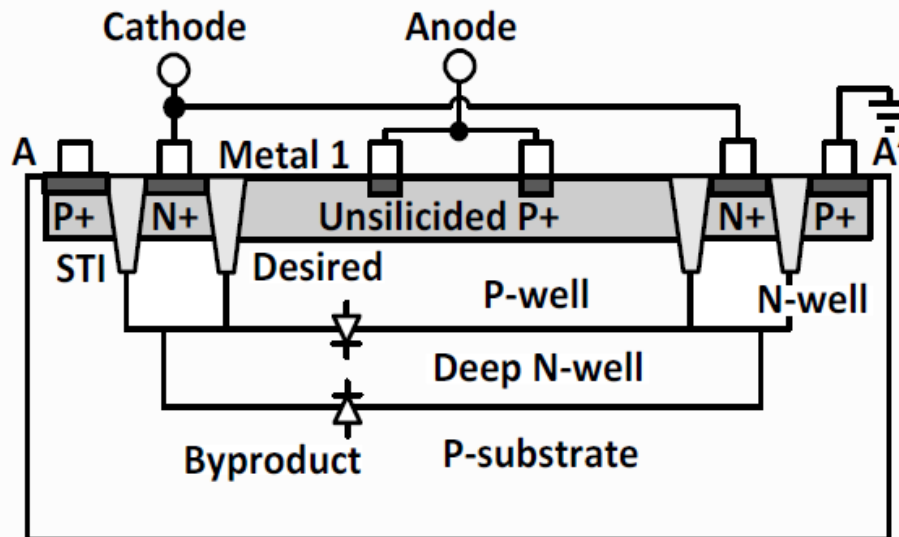 Cathode
Anode
A
Metal 1
A'
P+
N+
Unsilicided P+
N+
P+
STI
Desired
P-well
N-well
Deep N-well
Byproduct
P-substrate